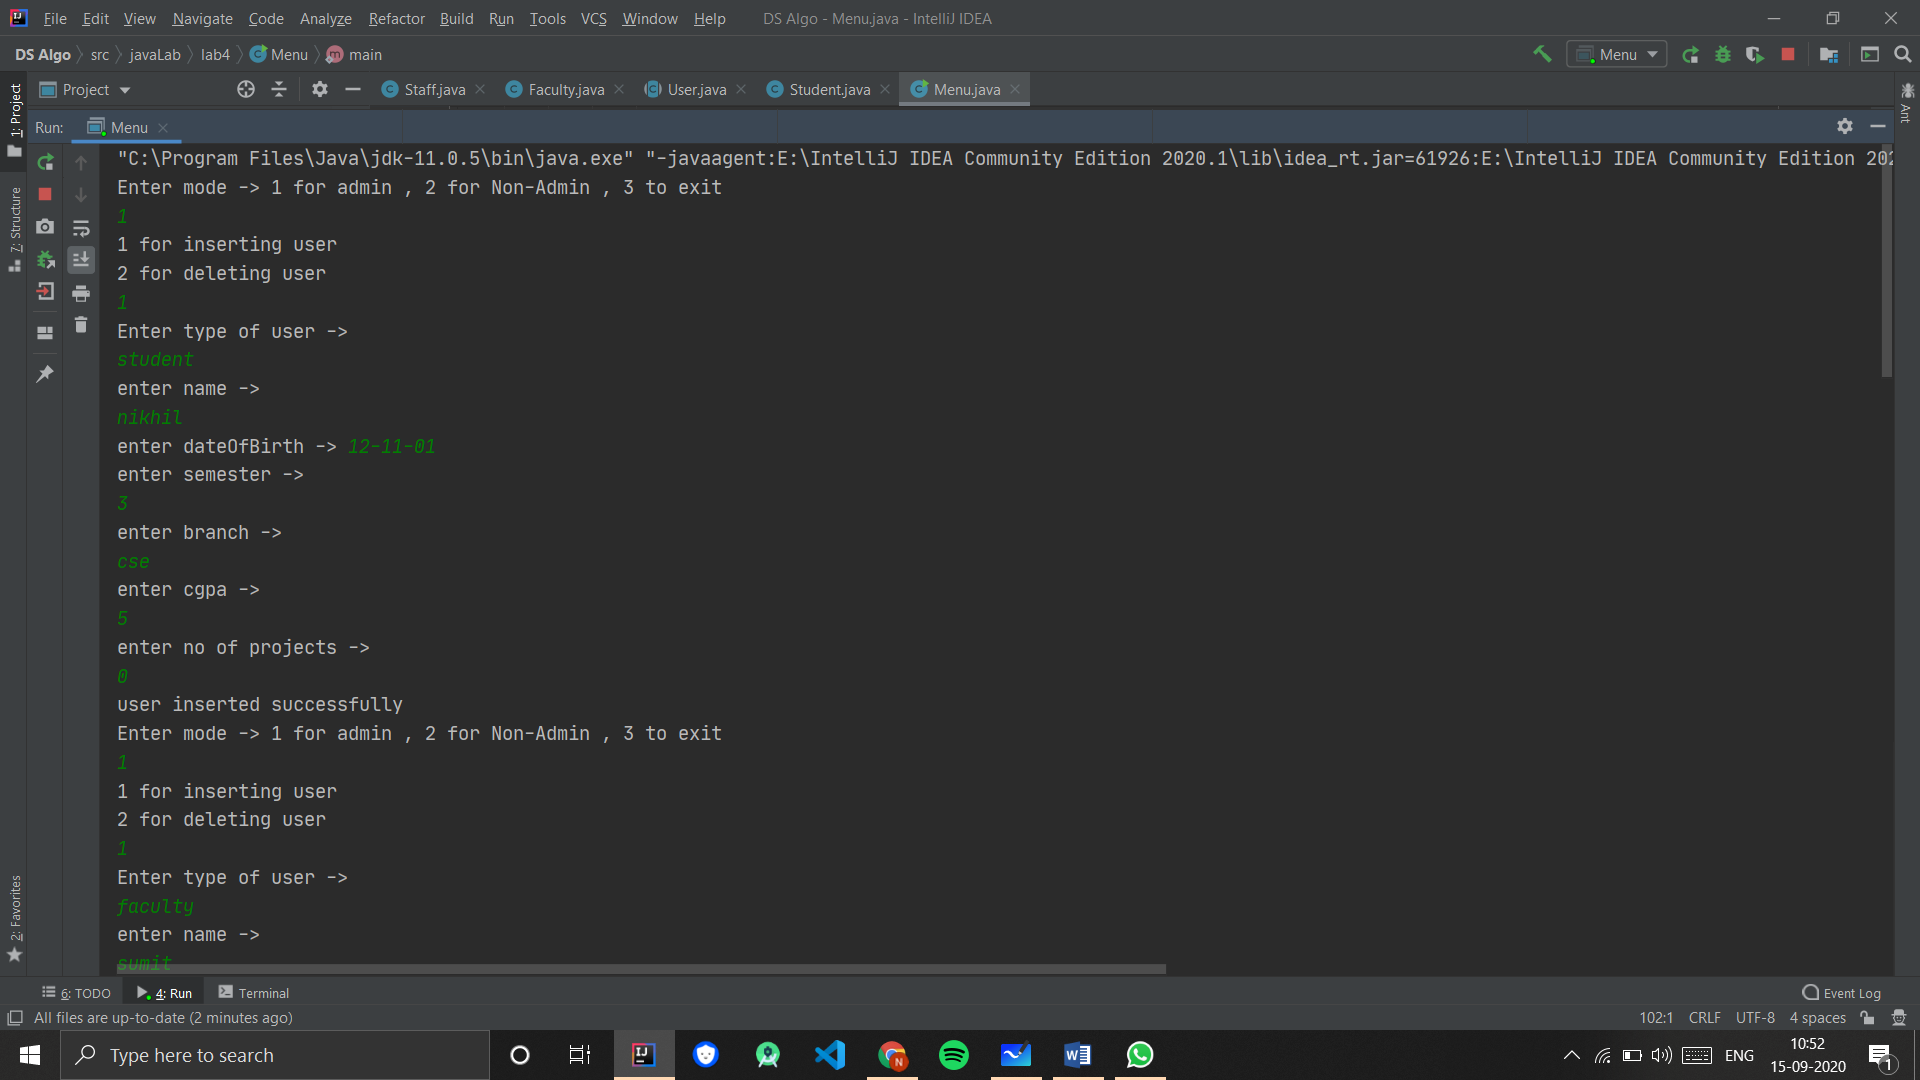 File Edit View Navigate Code Analyze Refactor Build Run Tools VCS Window Help DS Algo - Menu.java - IntelliJ IDEA
DS Algo src javaLab lab4 Menu main Menu
Project Staff.java Faculty.java User.java Student.java Menu.java
1: Project
Ant
Run: Menu
"C:\Program Files\Java\jdk-11.0.5\bin\java.exe" "-javaagent:E:\IntelliJ IDEA Community Edition 2020.1\lib\idea_rt.jar=61926:E:\IntelliJ IDEA Community Edition 202
Enter mode -> 1 for admin , 2 for Non-Admin , 3 to exit
1
1 for inserting user
2 for deleting user
1
Enter type of user ->
student
enter name ->
nikhil
enter dateOfBirth -> 12-11-01
enter semester ->
3
enter branch ->
cse
enter cgpa ->
5
enter no of projects ->
0
user inserted successfully
Enter mode -> 1 for admin , 2 for Non-Admin , 3 to exit
1
1 for inserting user
2 for deleting user
1
Enter type of user ->
faculty
enter name ->
sumit
7: Structure
2: Favorites
6: TODO 4: Run Terminal Event Log
All files are up-to-date (2 minutes ago) 102:1 CRLF UTF-8 4 spaces
Type here to search ENG 10:52
15-09-2020
1